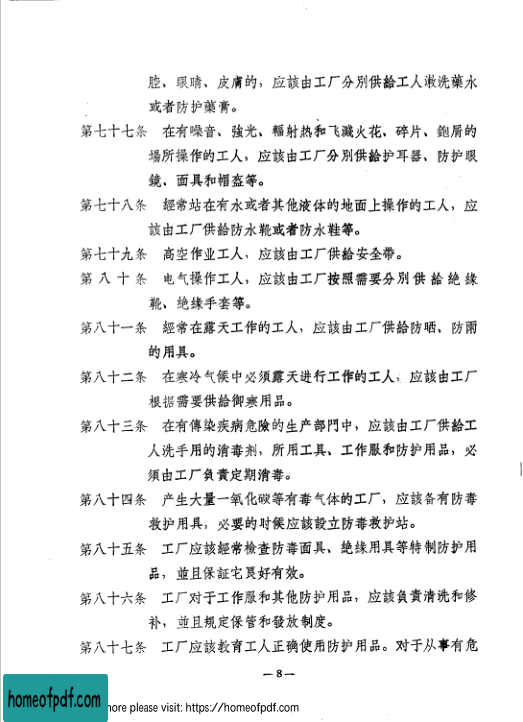 腔、眼睛、皮膚的，应該由工厂分別供給工人漱洗藥水
或者防护藥膏。
第七十七条 在有噪音、強光、輻射热和飞濺火花、碎片、鉋屑的
場所操作的工人，应該由工厂分別供給护耳器、防护眼
鏡、面具和帽盔等。
第七十八条 經常站在有水或者其他液体的地面上操作的工人，应
該由工厂供給防水靴或者防水鞋等。
第七十九条 高空作业工人，应該由工厂供給安全帶。
第八十条 电气操作工人，应該由工厂按照需要分別供給絕緣
靴、絕緣手套等。
第八十一条 經常在露天工作的工人，应該由工厂供給防晒、防雨
的用具。
第八十二条 在寒冷气候中必須露天进行工作的工人，应該由工厂
根据需要供給御寒用品。
第八十三条 在有傳染疾病危險的生产部門中，应該由工厂供給工
人洗手用的消毒剂，所用工具、工作服和防护用品，必
須由工厂負責定期消毒。
第八十四条 产生大量一氧化碳等有毒气体的工厂，应該备有防毒
救护用具，必要的时候应該設立防毒救护站。
第八十五条 工厂应該經常檢查防毒面具、絕緣用具等特制防护用
品，並且保証它良好有效。
第八十六条 工厂对于工作服和其他防护用品，应該負責清洗和修
补，並且規定保管和發放制度。
第八十七条 工厂应該教育工人正确使用防护用品。对于从事有危
—8—
homeofpdf.com
more please visit: https://homeofpdf.com